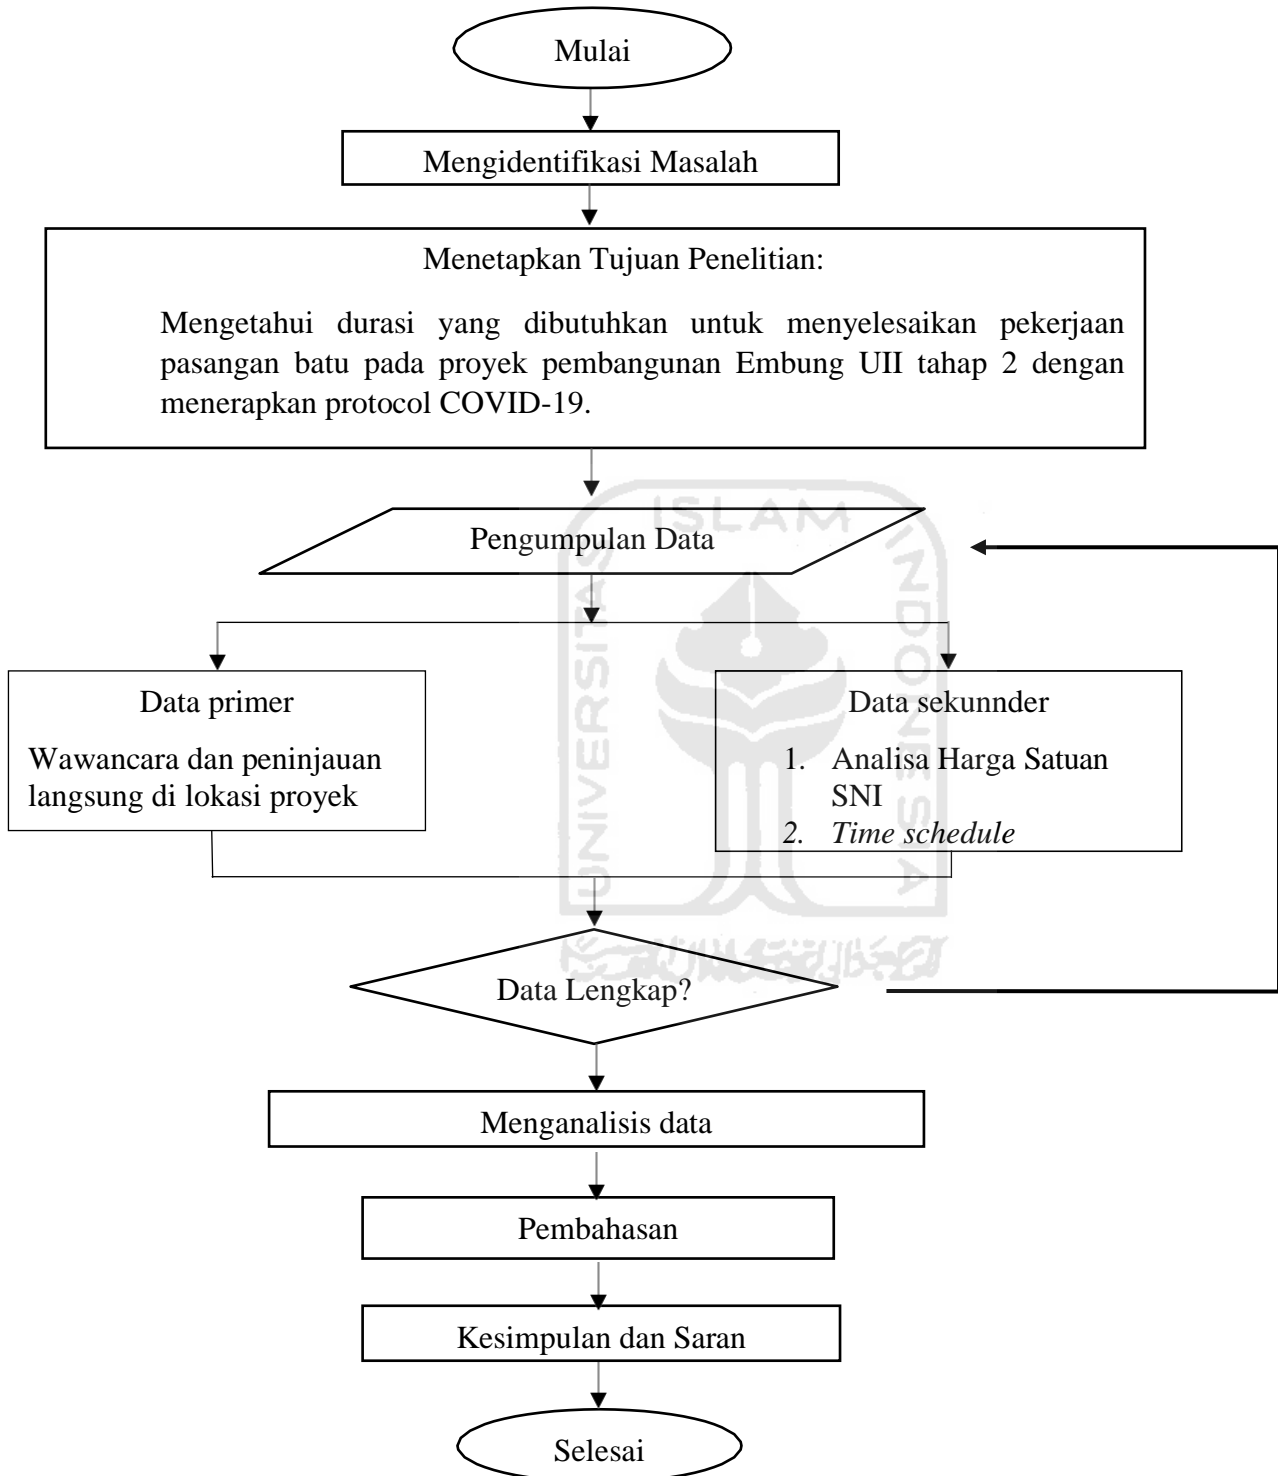 Mulai
Mengidentifikasi Masalah
Menetapkan Tujuan Penelitian:
Mengetahui durasi yang dibutuhkan untuk menyelesaikan pekerjaan
pasangan batu pada proyek pembangunan Embung UII tahap 2 dengan
menerapkan protocol COVID-19.
Pengumpulan Data
Data primer
Wawancara dan peninjauan
langsung di lokasi proyek
Data sekunnder
1. Analisa Harga Satuan
SNI
2. Time schedule
Data Lengkap?
Menganalisis data
Pembahasan
Kesimpulan dan Saran
Selesai
UNIVERSITAS
ISLAM
INDONESIA